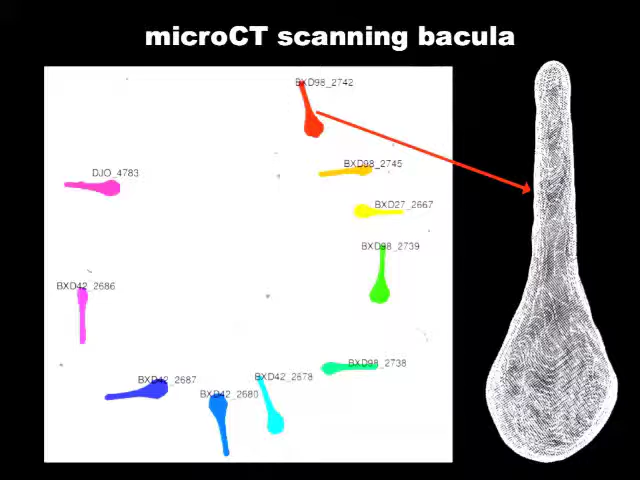 microCT scanning bacula
BXD98_2742
BXD98_2745
DJO_4783
BXD27_2667
BXD98_2739
BXD42_2686
BXD98_2738
BXD42_2687
BXD42_2678
BXD42_2680